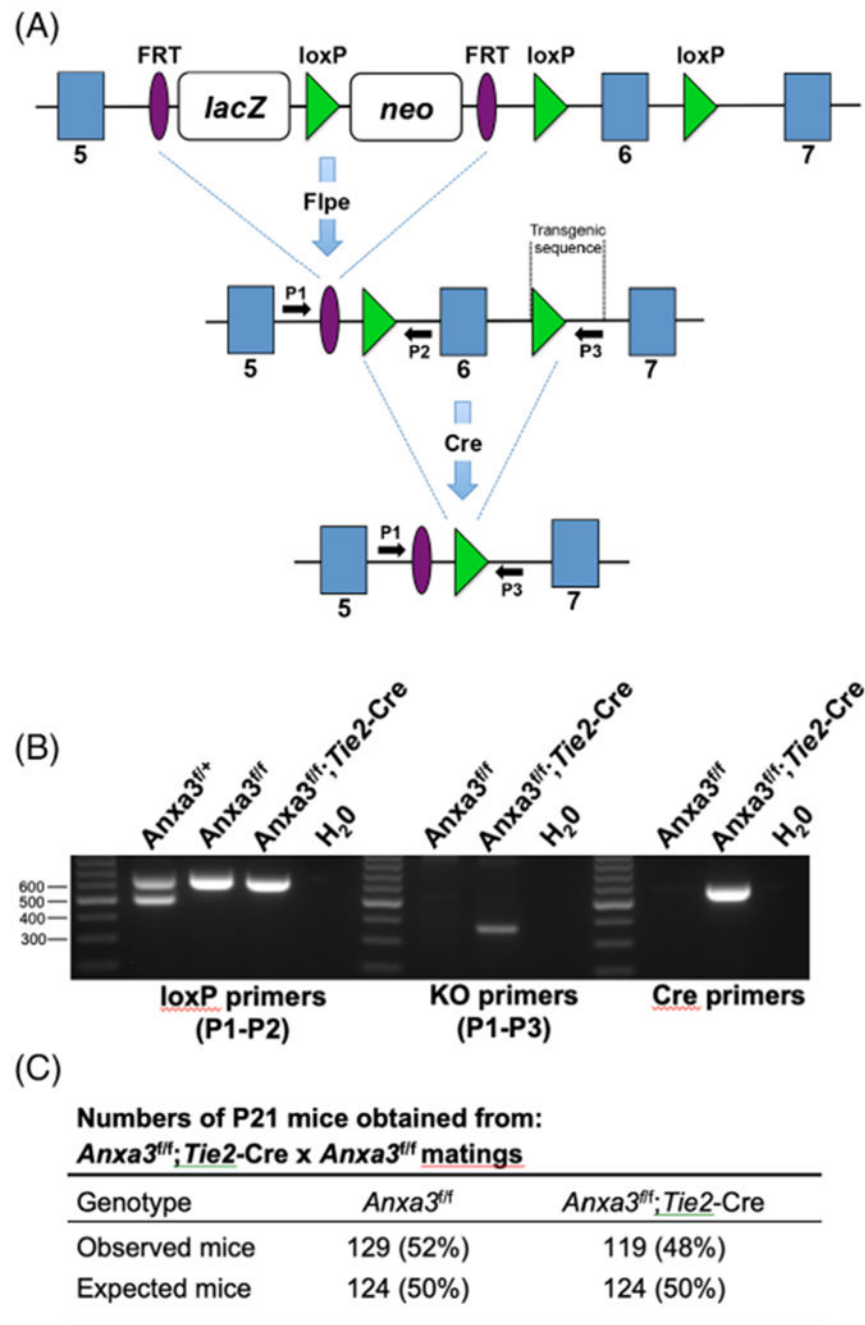 (A)
FRT loxP FRT loxP loxP
lacZ neo
5 6 7
Flpe
Transgenic
sequence
P1
P2 P3
5 6 7
Cre
P1
P3
5 7
(B)
Anxa3f/+ Anxa3f/f Anxa3f/f;Tie2-Cre H20 Anxa3f/f Anxa3f/f;Tie2-Cre H20 Anxa3f/f Anxa3f/f;Tie2-Cre H20
600
500
400
300
loxP primers KO primers Cre primers
(P1-P2) (P1-P3)
(C)
Numbers of P21 mice obtained from:
Anxa3f/f;Tie2-Cre x Anxa3f/f matings
Genotype Anxa3f/f Anxa3f/f;Tie2-Cre
Observed mice 129 (52%) 119 (48%)
Expected mice 124 (50%) 124 (50%)